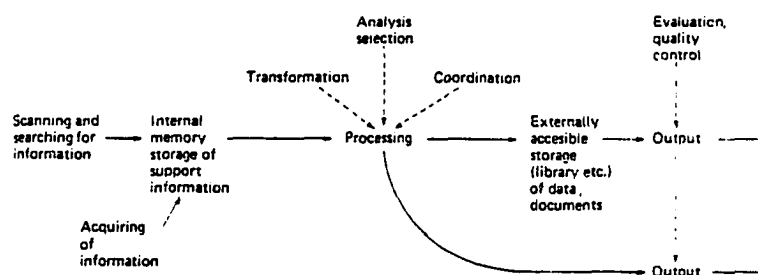 Analysis
selection
Evaluation,
quality
control
Transformation
Coordination
Scanning and
searching for
information
Internal
memory
storage of
support
information
Processing
Externally
accesible
storage
(library etc.)
of data,
documents
Output
Acquiring
of
information
Output